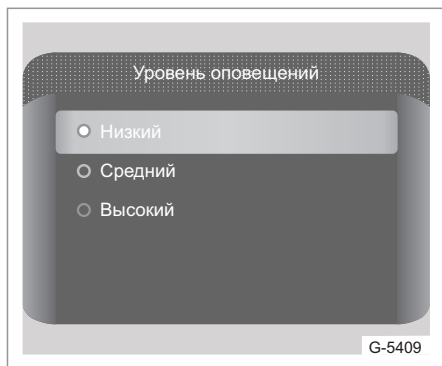 Уровень оповещений
Низкий
Средний
Высокий
G-5409